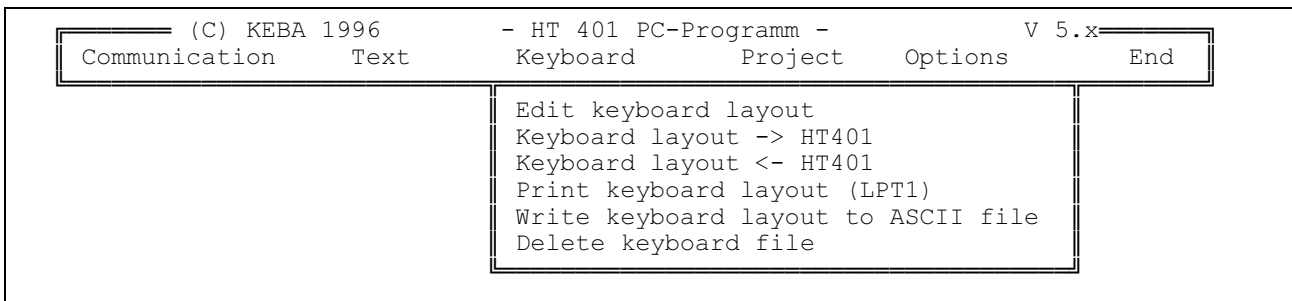 (C) KEBA 1996 - HT 401 PC-Programm - V 5.x
Communication Text Keyboard Project Options End
Edit keyboard layout
Keyboard layout -> HT401
Keyboard layout <- HT401
Print keyboard layout (LPT1)
Write keyboard layout to ASCII file
Delete keyboard file